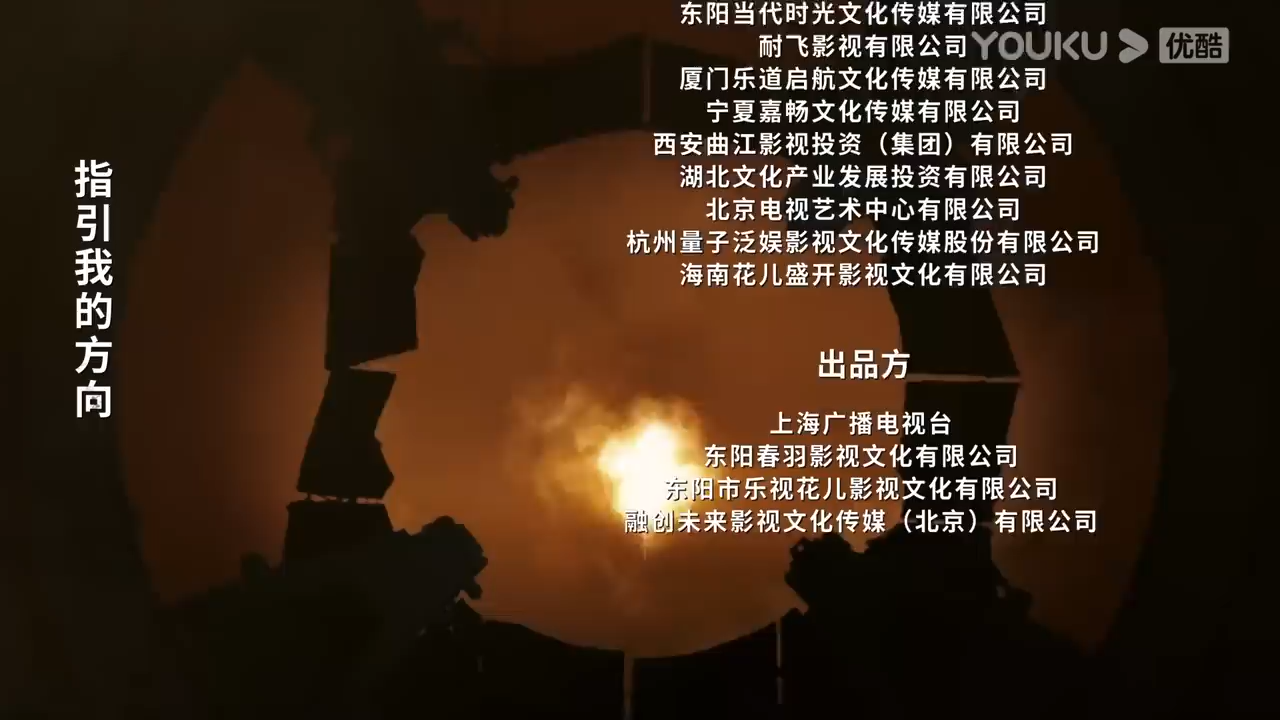 东阳当代时光文化传媒有限公司
耐飞影视有限公司
YOUKU 优酷
厦门乐道启航文化传媒有限公司
宁夏嘉畅文化传媒有限公司
西安曲江影视投资（集团）有限公司
湖北文化产业发展投资有限公司
北京电视艺术中心有限公司
杭州量子泛娱影视文化传媒股份有限公司
海南花儿盛开影视文化有限公司
指引我的方向
出品方
上海广播电视台
东阳春羽影视文化有限公司
东阳市乐视花儿影视文化有限公司
融创未来影视文化传媒（北京）有限公司